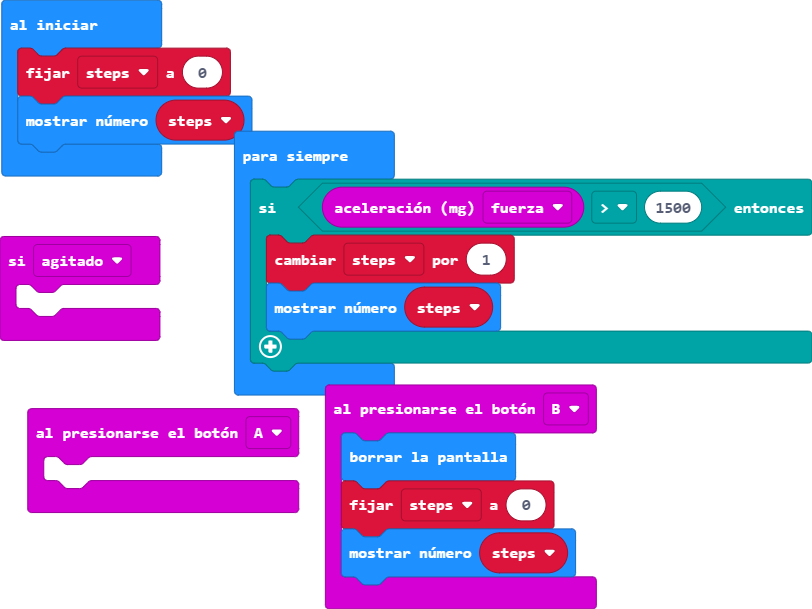 al iniciar
fijar steps a 0
mostrar número steps
para siempre
si aceleración (mg) fuerza > 1500 entonces
cambiar steps por 1
mostrar número steps
si agitado
al presionarse el botón A
al presionarse el botón B
borrar la pantalla
fijar steps a 0
mostrar número steps